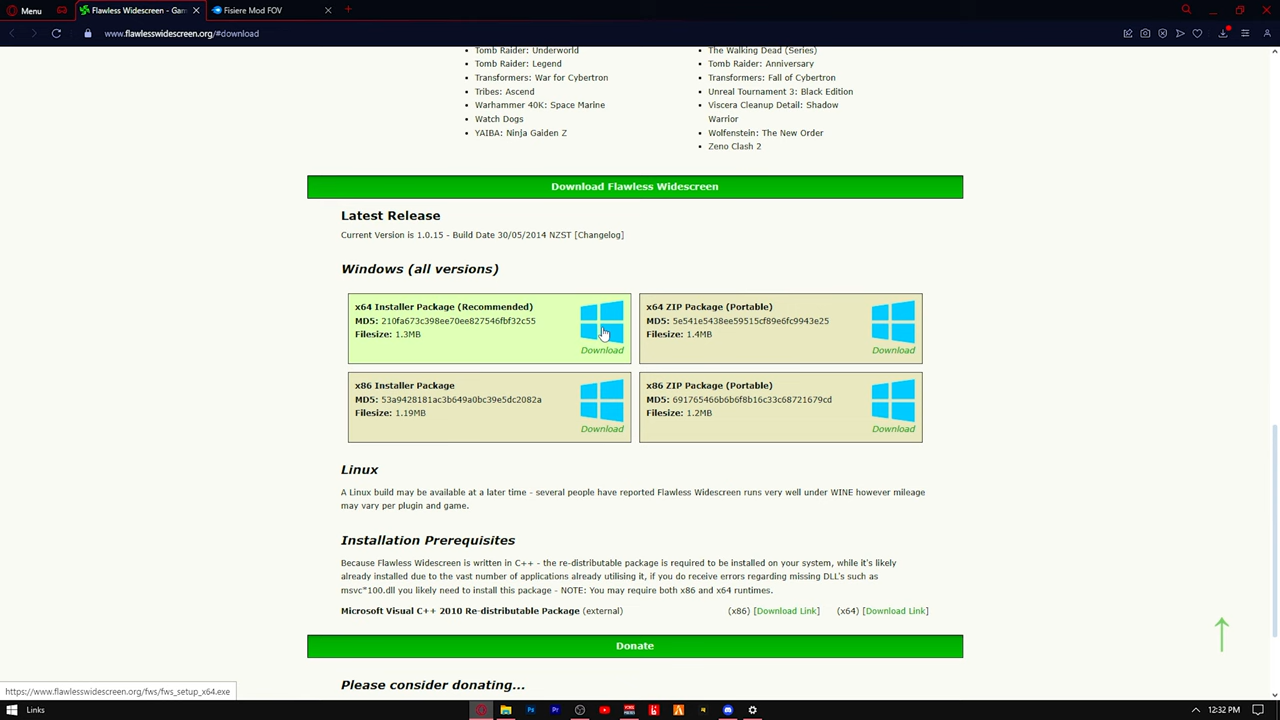 Menu
Flawless Widescreen - Gam
Fisiere Mod FOV
www.flawlesswidescreen.org/#download
Tomb Raider: Underworld
Tomb Raider: Legend
Transformers: War for Cybertron
Tribes: Ascend
Warhammer 40K: Space Marine
Watch Dogs
YAIBA: Ninja Gaiden Z
The Walking Dead (Series)
Tomb Raider: Anniversary
Transformers: Fall of Cybertron
Unreal Tournament 3: Black Edition
Viscera Cleanup Detail: Shadow
Warrior
Wolfenstein: The New Order
Zeno Clash 2
Download Flawless Widescreen
Latest Release
Current Version is 1.0.15 - Build Date 30/05/2014 NZST [Changelog]
Windows (all versions)
x64 Installer Package (Recommended)
MD5: 210fa673c398ee70ee827546fbf32c55
Filesize: 1.3MB
Download
x64 ZIP Package (Portable)
MD5: 5e541e5438ee59515cf89e6fc9943e25
Filesize: 1.4MB
Download
x86 Installer Package
MD5: 53a9428181ac3b649a0bc39e5dc2082a
Filesize: 1.19MB
Download
x86 ZIP Package (Portable)
MD5: 691765466b6b6f8b16c33c68721679cd
Filesize: 1.2MB
Download
Linux
A Linux build may be available at a later time - several people have reported Flawless Widescreen runs very well under WINE however mileage
may vary per plugin and game.
Installation Prerequisites
Because Flawless Widescreen is written in C++ - the re-distributable package is required to be installed on your system, while it's likely
already installed due to the vast number of applications already utilising it, if you do receive errors regarding missing DLL's such as
msvc*100.dll you likely need to install this package - NOTE: You may require both x86 and x64 runtimes.
Microsoft Visual C++ 2010 Re-distributable Package (external) (x86) [Download Link] (x64) [Download Link]
Donate
Please consider donating...
https://www.flawlesswidescreen.org/fws/fws_setup_x64.exe
Links
Ps
Pr
12:32 PM